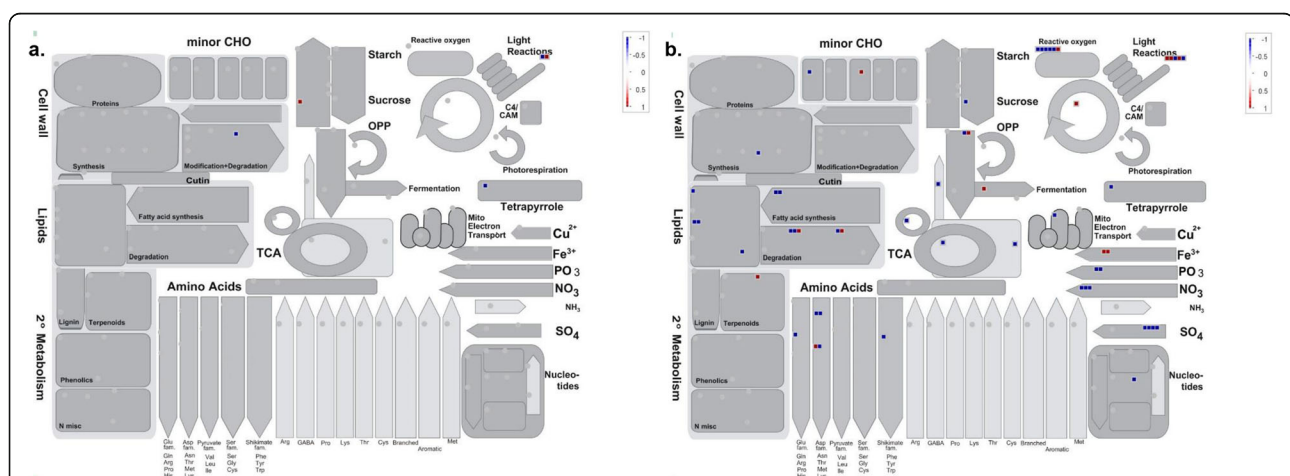 a.
minor CHO
Starch
Reactive oxygen
Light
Reactions
-1
-0.5
0
0.5
1
Cell wall
Proteins
Sucrose
C4/
CAM
OPP
Synthesis
Modification+Degradation
Photorespiration
Cutin
Fermentation
Tetrapyrrole
Lipids
Fatty acid synthesis
Mito
Electron
Transport
Cu2+
Degradation
TCA
Fe3+
PO 3
Amino Acids
NO3
NH3
Lignin
Terpenoids
SO4
2° Metabolism
Phenolics
Nucleo-
tides
N misc
Glu
fam.
Gln
Arg
Pro
His
Asp
fam.
Asn
Thr
Met
Lys
Pyruvate
fam.
Val
Leu
Ile
Ser
fam.
Ser
Gly
Cys
Shikimate
fam.
Phe
Tyr
Trp
Arg
GABA
Pro
Lys
Thr
Cys
Branched
Aromatic
Met
b.
minor CHO
Starch
Reactive oxygen
Light
Reactions
-1
-0.5
0
0.5
1
Cell wall
Proteins
Sucrose
C4/
CAM
OPP
Synthesis
Modification+Degradation
Photorespiration
Cutin
Fermentation
Tetrapyrrole
Lipids
Fatty acid synthesis
Mito
Electron
Transport
Cu2+
Degradation
TCA
Fe3+
PO 3
Amino Acids
NO3
NH3
Lignin
Terpenoids
SO4
2° Metabolism
Phenolics
Nucleo-
tides
N misc
Glu
fam.
Gln
Arg
Pro
His
Asp
fam.
Asn
Thr
Met
Lys
Pyruvate
fam.
Val
Leu
Ile
Ser
fam.
Ser
Gly
Cys
Shikimate
fam.
Phe
Tyr
Trp
Arg
GABA
Pro
Lys
Thr
Cys
Branched
Aromatic
Met